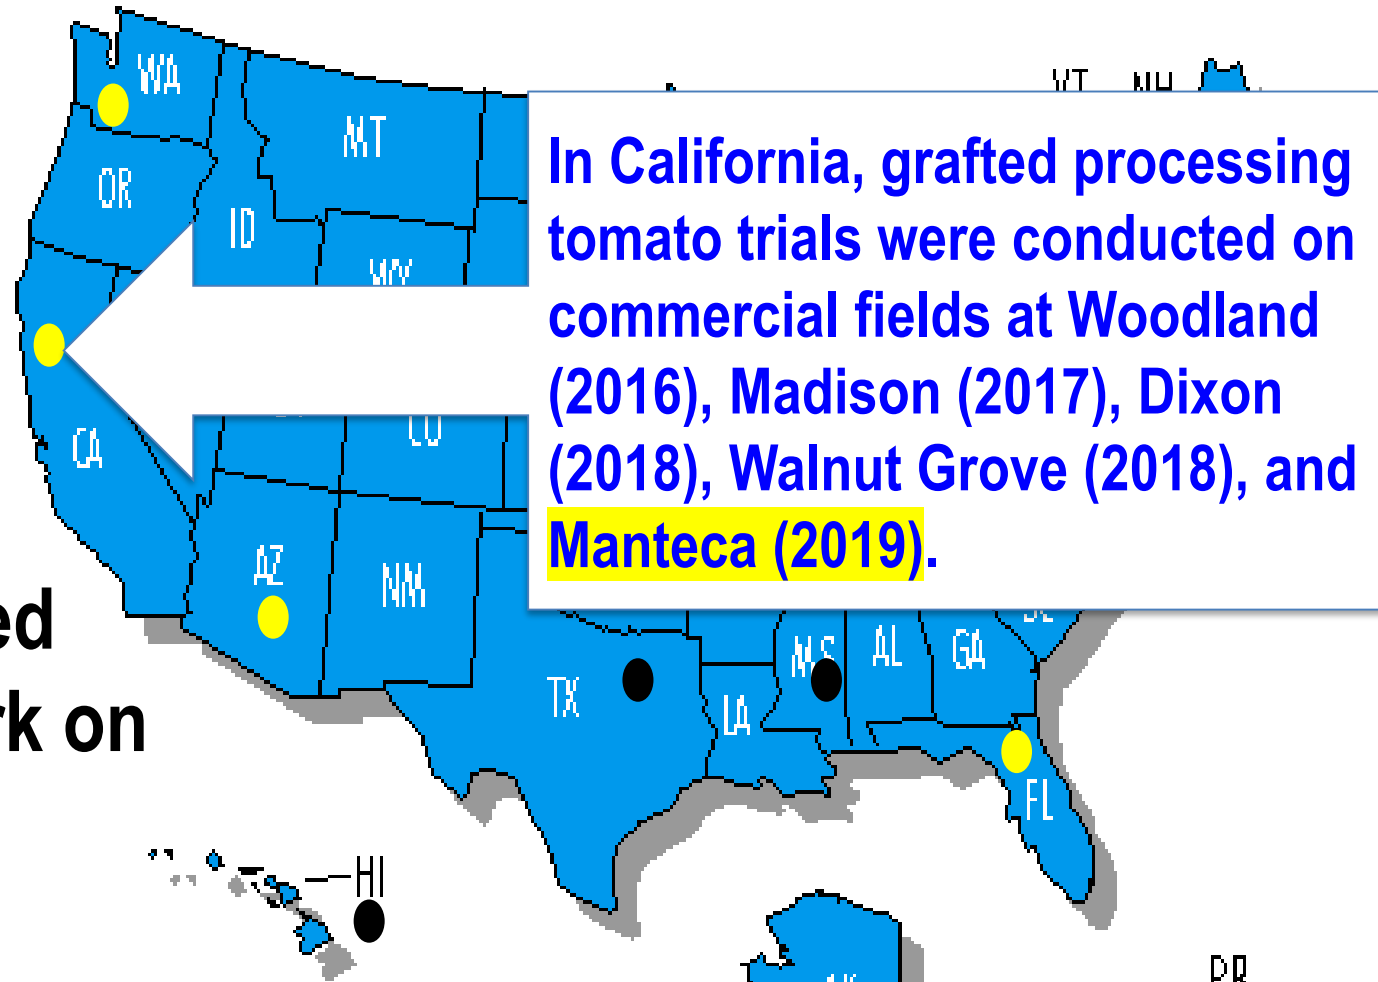 WA
VT NH
MT
OR
ID
WY
In California, grafted processing
tomato trials were conducted on
commercial fields at Woodland
(2016), Madison (2017), Dixon
(2018), Walnut Grove (2018), and
Manteca (2019).
CA
CO
AZ
NM
ed
rk on
SC
MS AL GA
TX
LA
FL
HI
PR